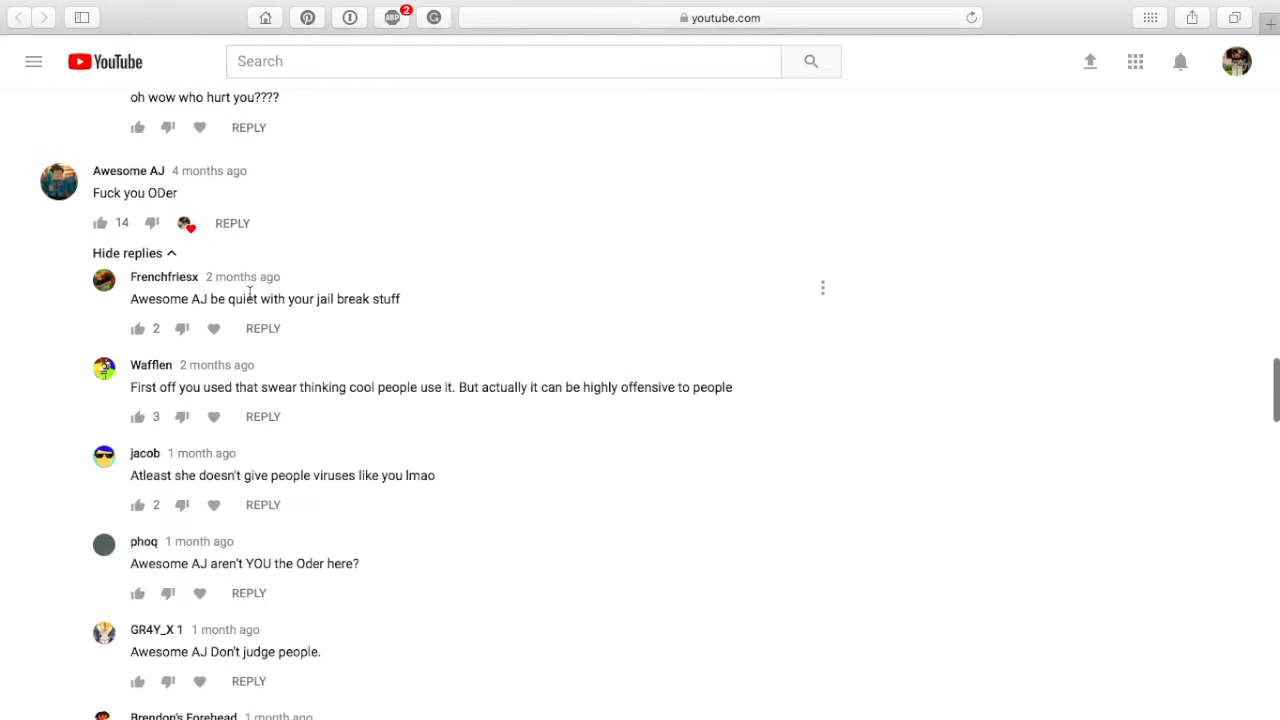 2
youtube.com
YouTube
Search
oh wow who hurt you????
REPLY
Awesome AJ 4 months ago
Fuck you ODer
14 REPLY
Hide replies
Frenchfriesx 2 months ago
Awesome AJ be quiet with your jail break stuff
2 REPLY
Wafflen 2 months ago
First off you used that swear thinking cool people use it. But actually it can be highly offensive to people
3 REPLY
jacob 1 month ago
Atleast she doesn't give people viruses like you lmao
2 REPLY
phoq 1 month ago
Awesome AJ aren't YOU the Oder here?
REPLY
GR4Y_X 1 1 month ago
Awesome AJ Don't judge people.
REPLY
Brendon's Forehead 1 month ago